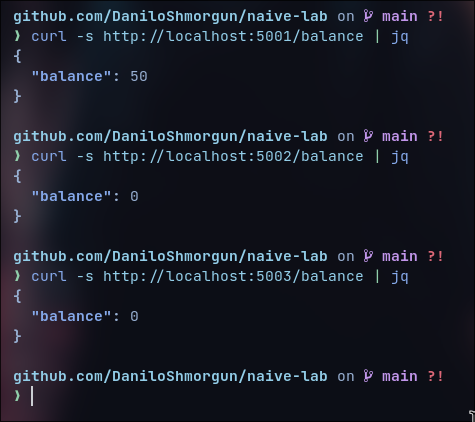 github.com/DaniloShmorgun/naive-lab on main ?!
❯ curl -s http://localhost:5001/balance | jq
{
  "balance": 50
}
github.com/DaniloShmorgun/naive-lab on main ?!
❯ curl -s http://localhost:5002/balance | jq
{
  "balance": 0
}
github.com/DaniloShmorgun/naive-lab on main ?!
❯ curl -s http://localhost:5003/balance | jq
{
  "balance": 0
}
github.com/DaniloShmorgun/naive-lab on main ?!
❯